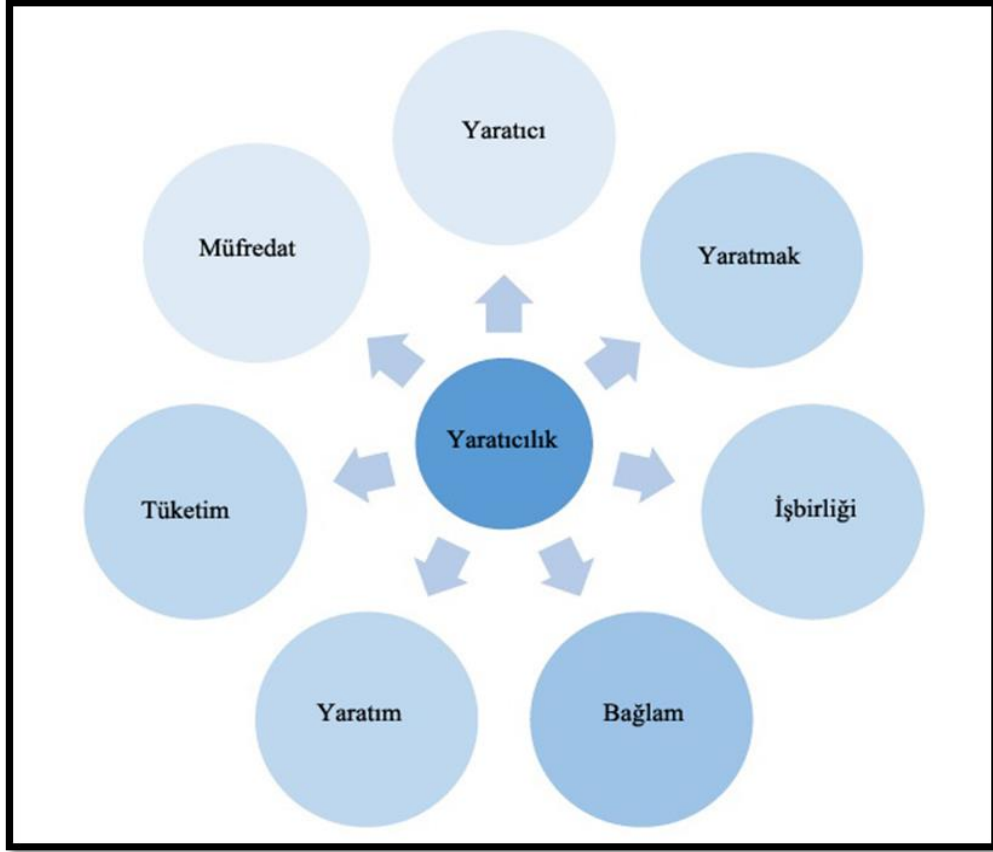 Yaratıcı
Yaratmak
Müfredat
Yaratıcılık
Tüketim
İşbirliği
Yaratım
Bağlam